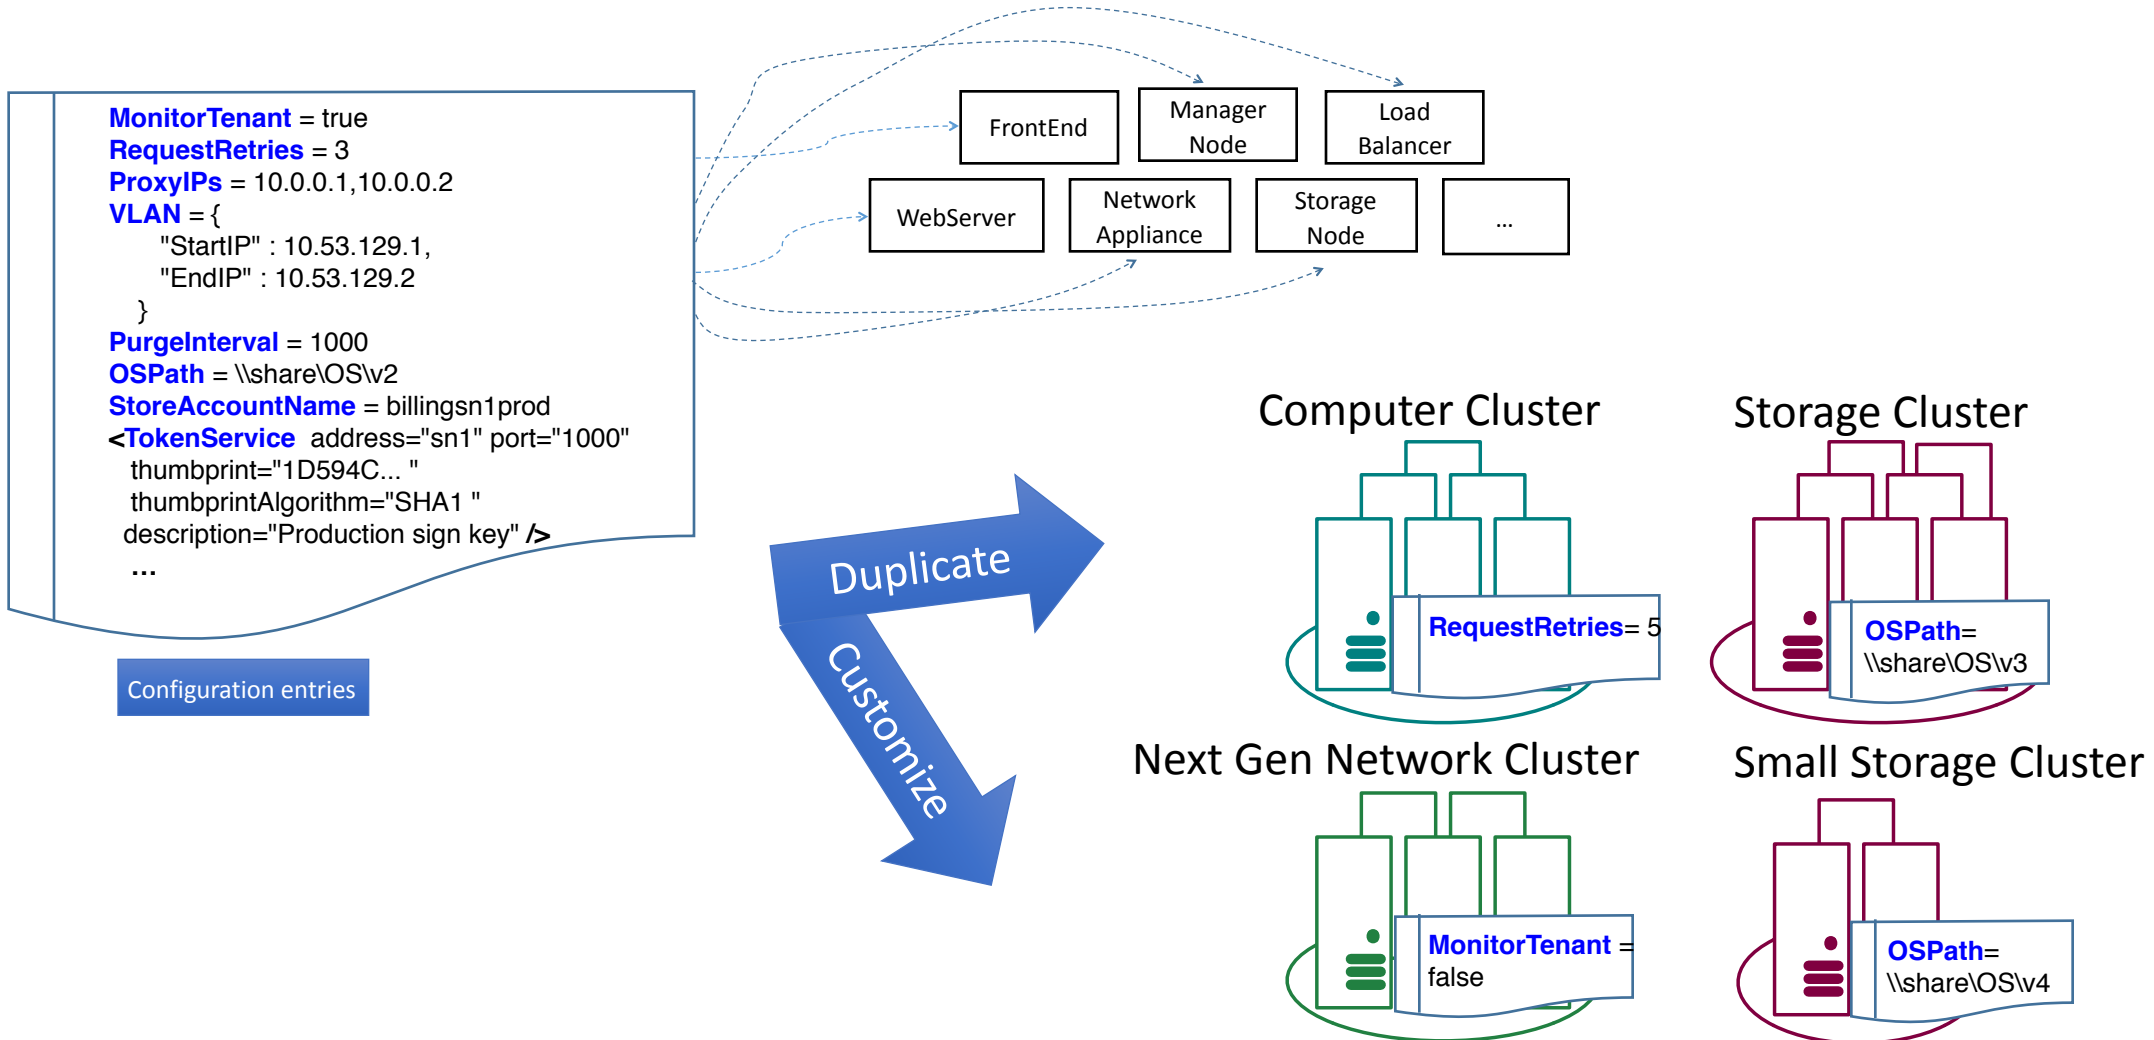 MonitorTenant = true
RequestRetries = 3
ProxyIPs = 10.0.0.1,10.0.0.2
VLAN = {
"StartIP" : 10.53.129.1,
"EndIP" : 10.53.129.2
}
PurgeInterval = 1000
OSPath = \\share\OS\v2
StoreAccountName = billingsn1prod
<TokenService address="sn1" port="1000"
thumbprint="1D594C... "
thumbprintAlgorithm="SHA1 "
description="Production sign key" />
...
Configuration entries
FrontEnd
Manager
Node
Load
Balancer
WebServer
Network
Appliance
Storage
Node
...
Duplicate
Customize
Computer Cluster
RequestRetries= 5
Storage Cluster
OSPath=
\\share\OS\v3
Next Gen Network Cluster
MonitorTenant =
false
Small Storage Cluster
OSPath=
\\share\OS\v4